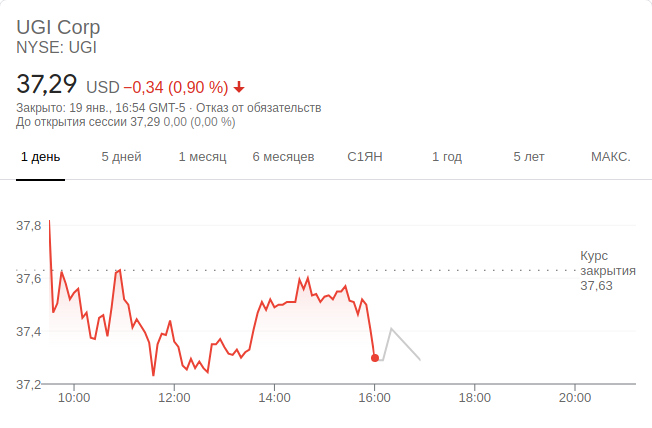 UGI Corp
NYSE: UGI
37,29 USD −0,34 (0,90 %)
Закрыто: 19 янв., 16:54 GMT-5 · Отказ от обязательств
До открытия сессии 37,29 0,00 (0,00 %)
1 день 5 дней 1 месяц 6 месяцев С1ЯН 1 год 5 лет МАКС.
37,8
37,6
37,4
37,2
Курс
закрытия
37,63
10:00 12:00 14:00 16:00 18:00 20:00